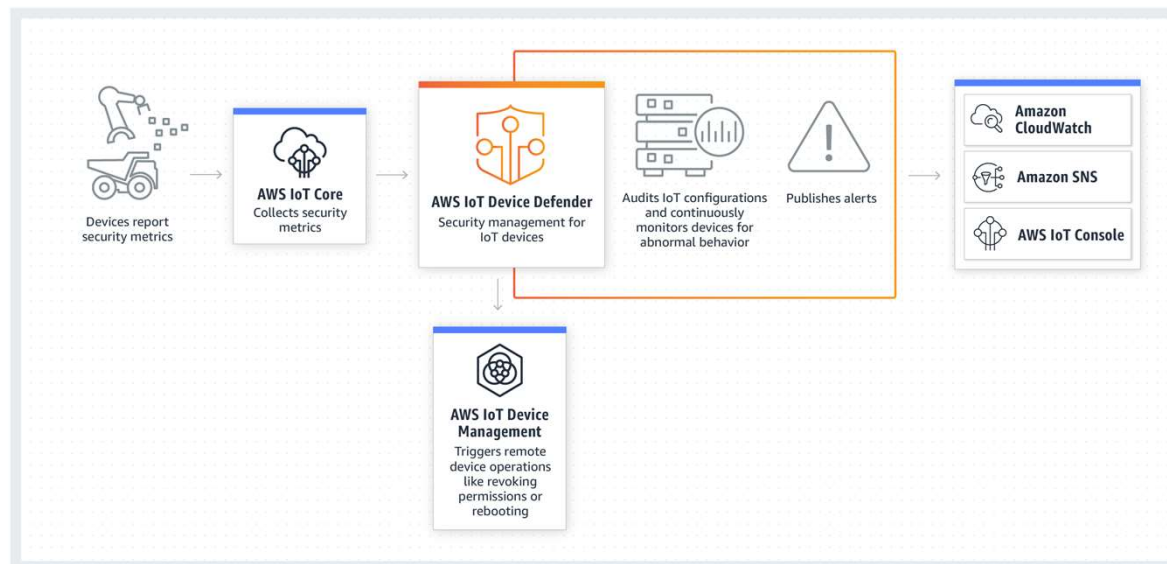 Devices report
security metrics
AWS IoT Core
Collects security
metrics
AWS IoT Device Defender
Security management for
IoT devices
Audits IoT configurations
and continuously
monitors devices for
abnormal behavior
Publishes alerts
Amazon
CloudWatch
Amazon SNS
AWS IoT Console
AWS IoT Device
Management
Triggers remote
device operations
like revoking
permissions or
rebooting